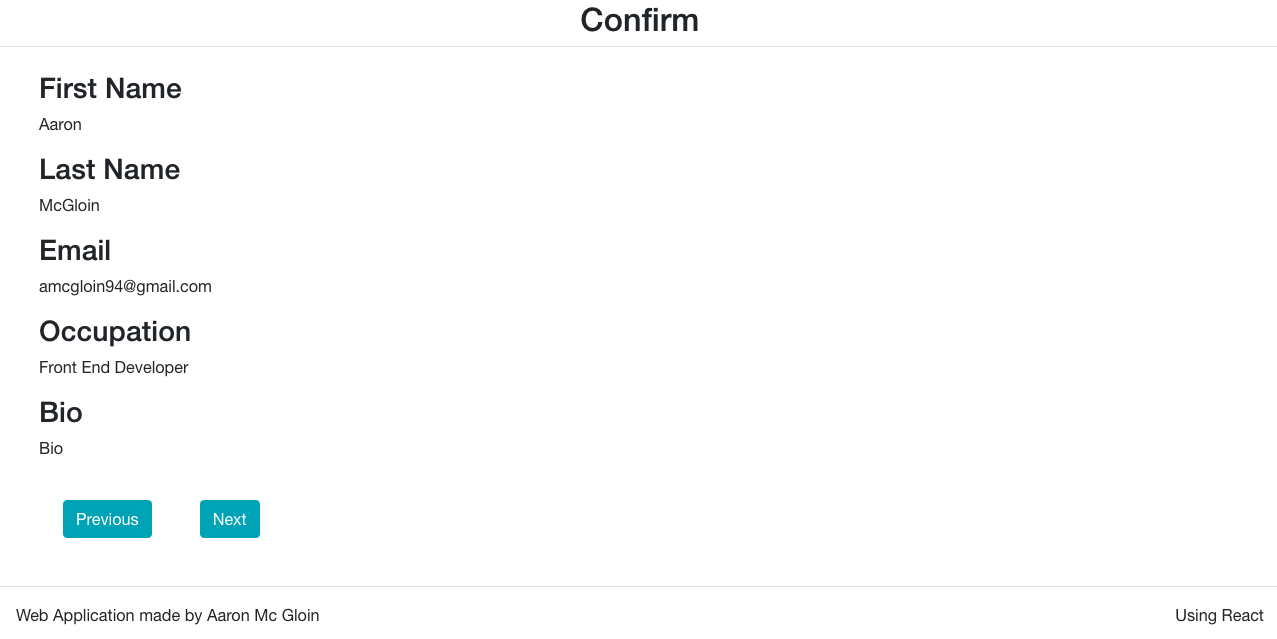 Confirm
First Name
Aaron
Last Name
McGloin
Email
amcgloin94@gmail.com
Occupation
Front End Developer
Bio
Bio
Previous Next
Web Application made by Aaron Mc Gloin Using React